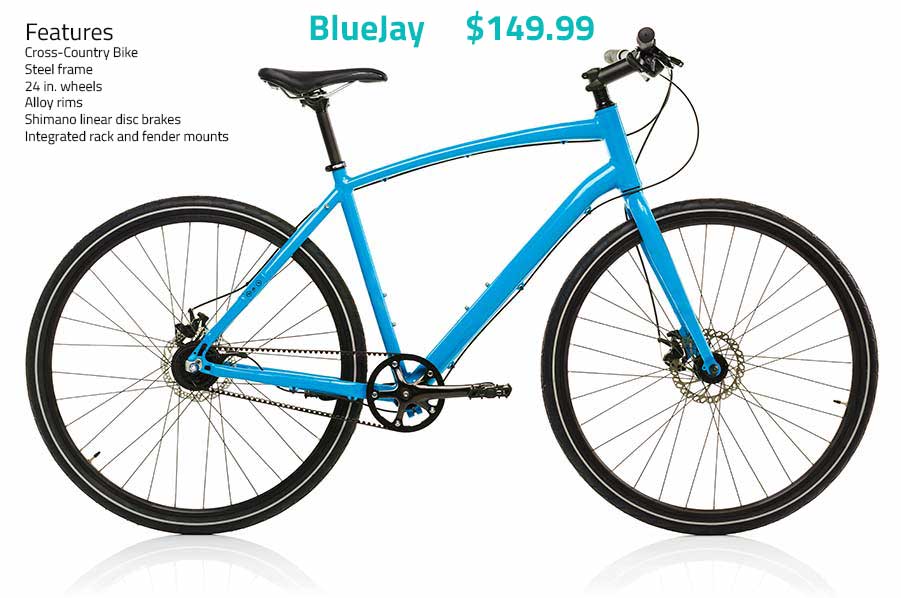 BlueJay $149.99
Features
Cross-Country Bike
Steel frame
24 in. wheels
Alloy rims
Shimano linear disc brakes
Integrated rack and fender mounts